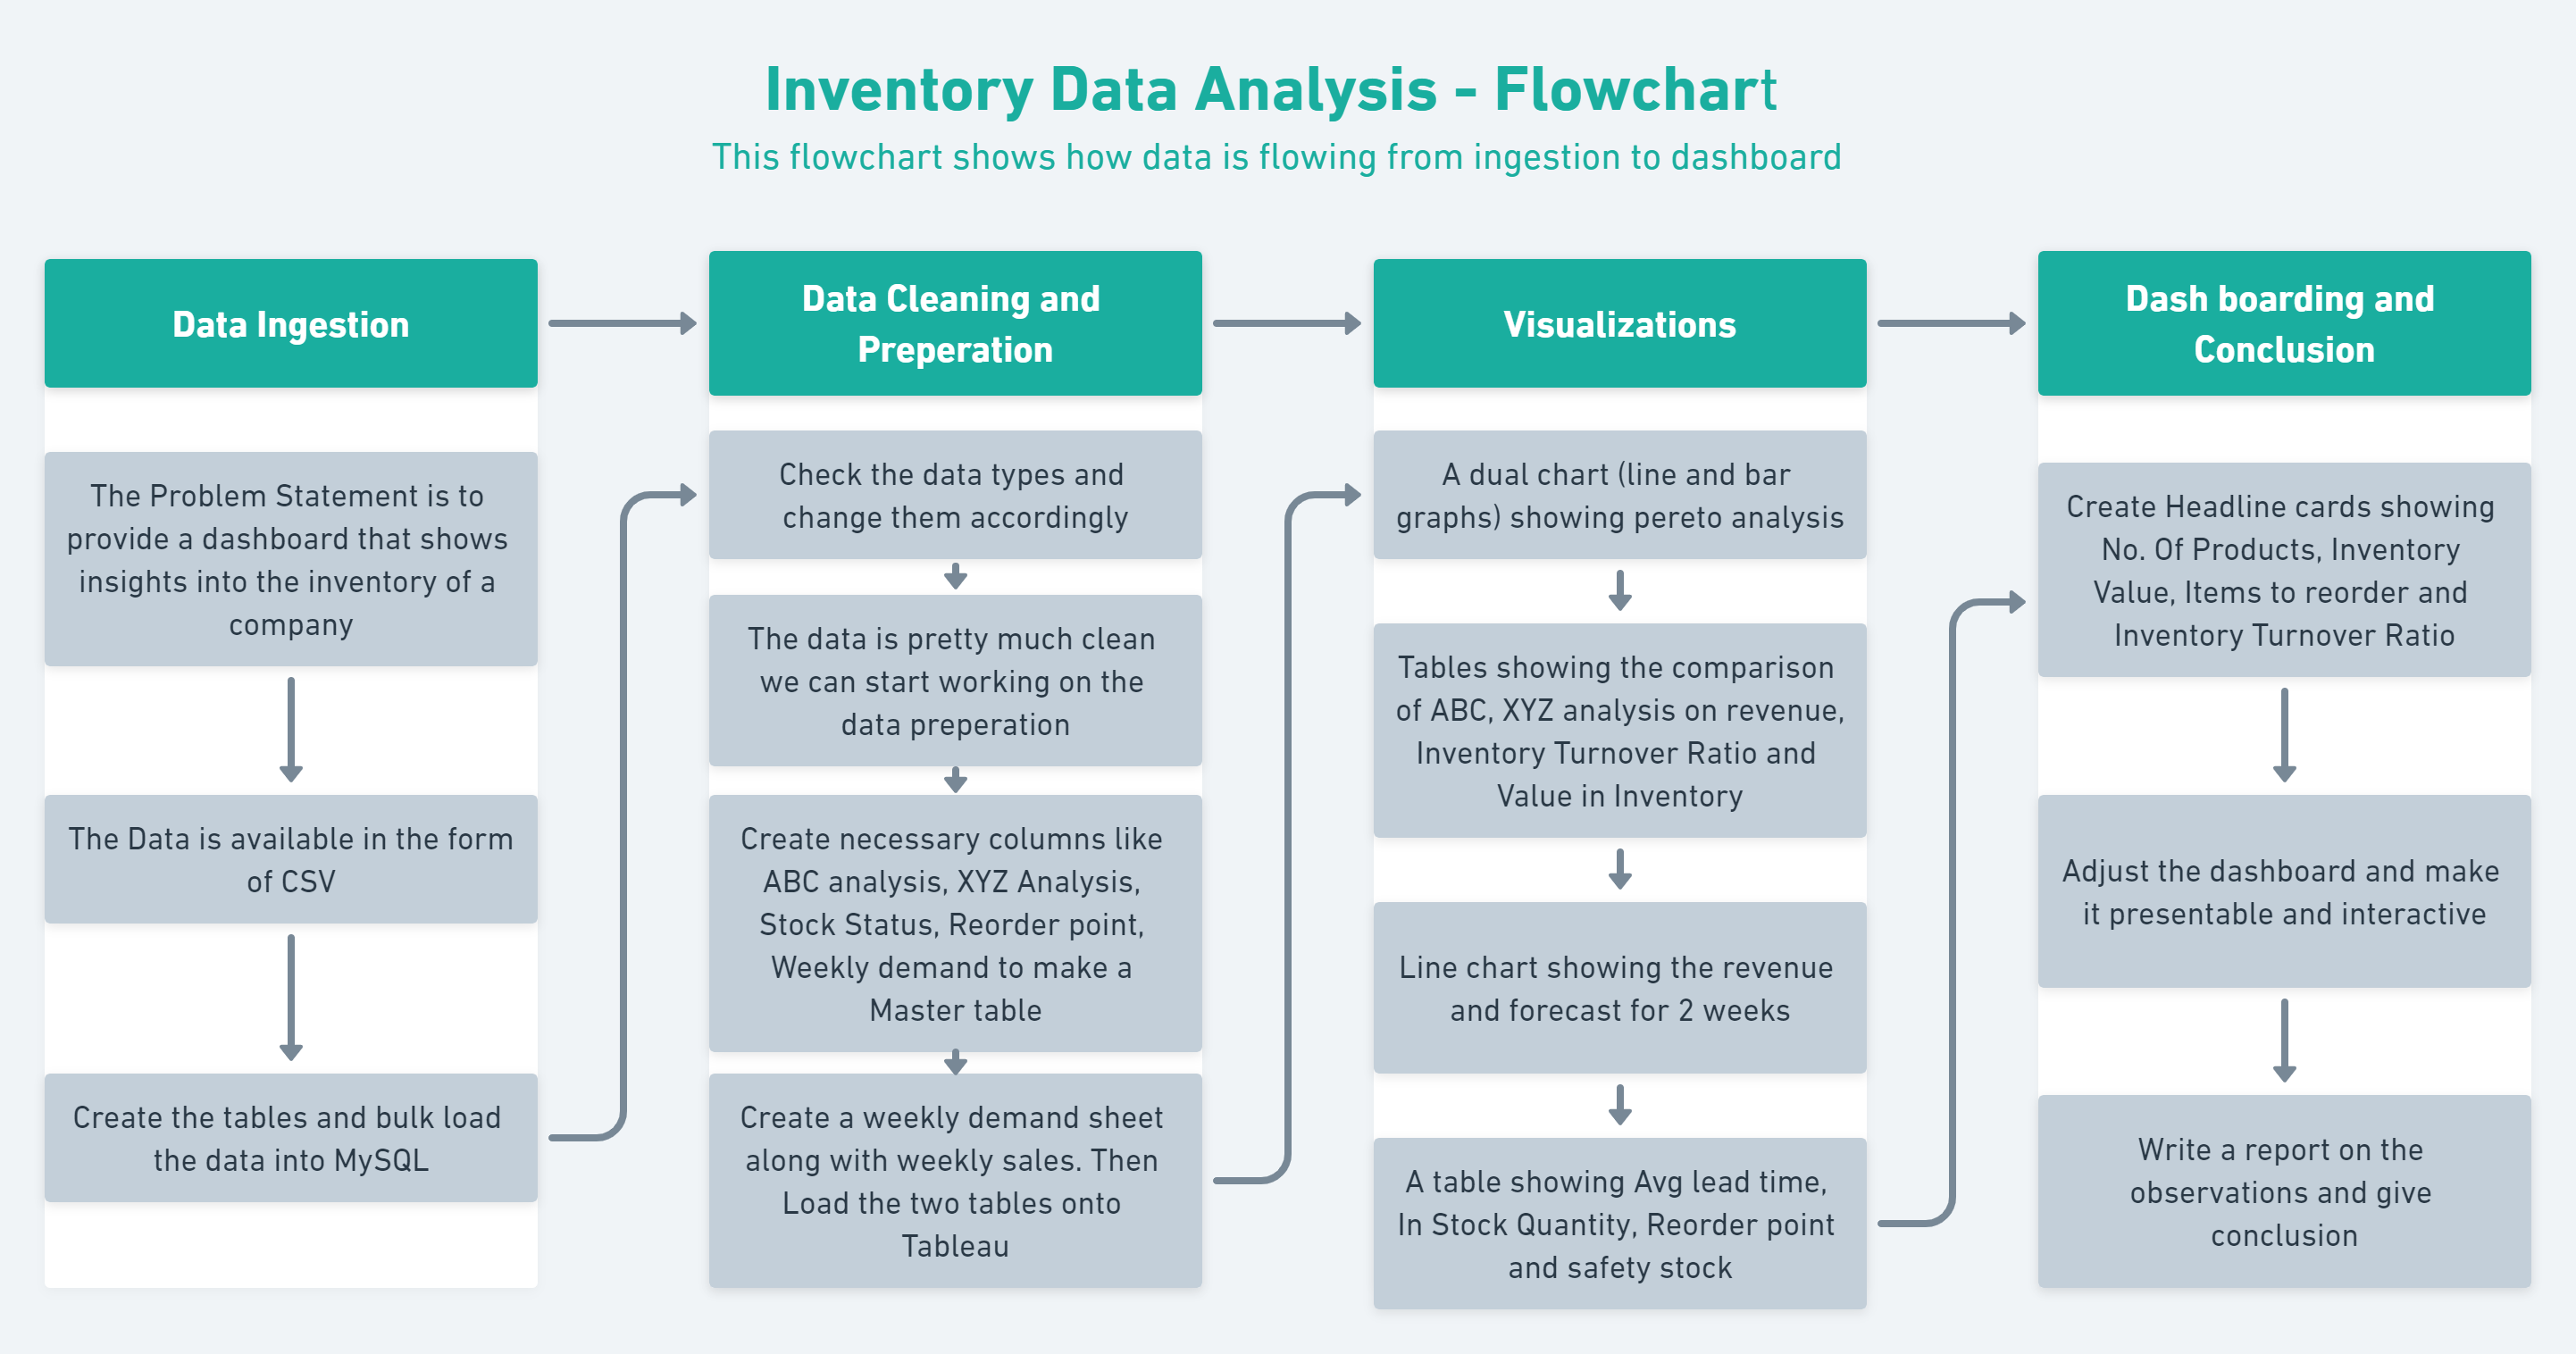 Inventory Data Analysis - Flowchart
This flowchart shows how data is flowing from ingestion to dashboard
Data Ingestion
The Problem Statement is to
provide a dashboard that shows
insights into the inventory of a
company
The Data is available in the form
of CSV
Create the tables and bulk load
the data into MySQL
Data Cleaning and
Preperation
Check the data types and
change them accordingly
The data is pretty much clean
we can start working on the
data preperation
Create necessary columns like
ABC analysis, XYZ Analysis,
Stock Status, Reorder point,
Weekly demand to make a
Master table
Create a weekly demand sheet
along with weekly sales. Then
Load the two tables onto
Tableau
Visualizations
A dual chart (line and bar
graphs) showing pereto analysis
Tables showing the comparison
of ABC, XYZ analysis on revenue,
Inventory Turnover Ratio and
Value in Inventory
Line chart showing the revenue
and forecast for 2 weeks
A table showing Avg lead time,
In Stock Quantity, Reorder point
and safety stock
Dash boarding and
Conclusion
Create Headline cards showing
No. Of Products, Inventory
Value, Items to reorder and
Inventory Turnover Ratio
Adjust the dashboard and make
it presentable and interactive
Write a report on the
observations and give
conclusion